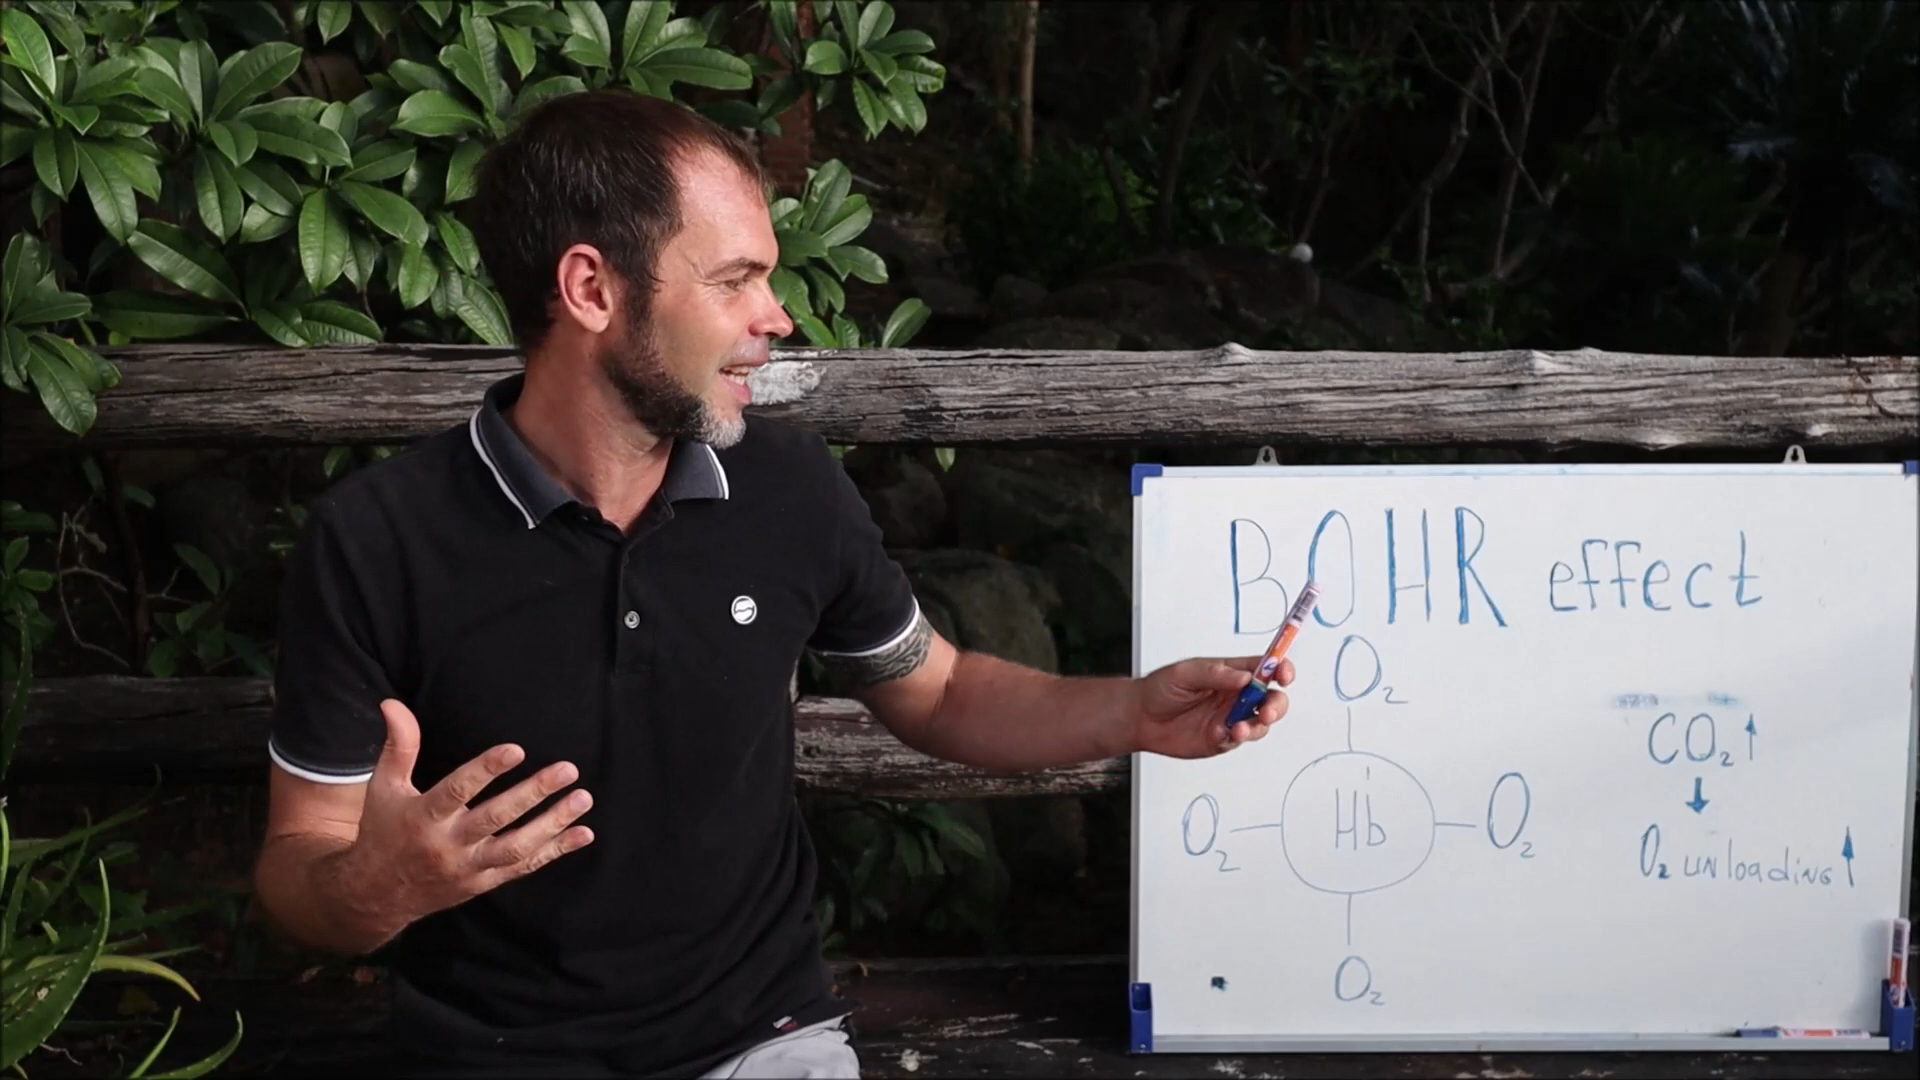 BOHR effect
O₂
CO₂↑
↓
O₂ Hb O₂
O₂ unloading↑
O₂